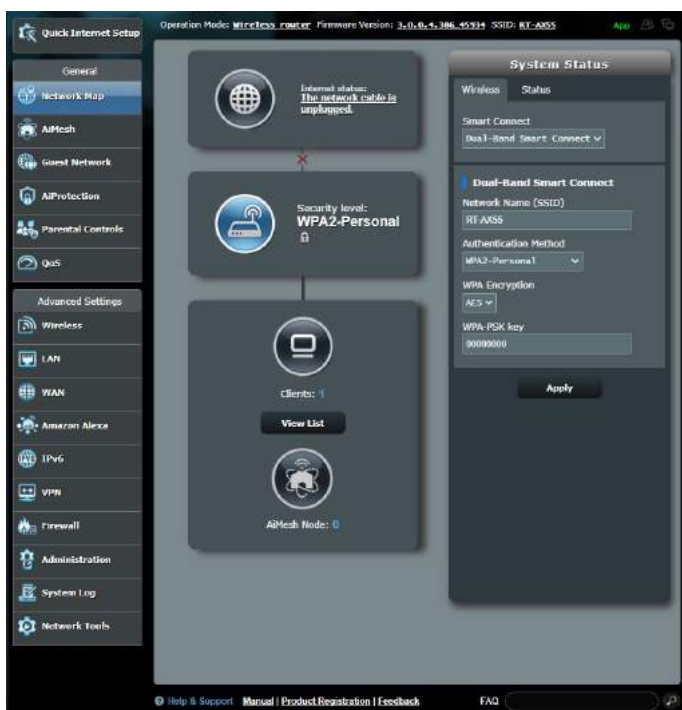 Quick Internet Setup
Operation Mode: Wireless router Firmware Version: 3.0.0.4.386_45934 SSID: RT-AX55
App
General
Network Map
AiMesh
Guest Network
AiProtection
Parental Controls
QoS
Advanced Settings
Wireless
LAN
WAN
Amazon Alexa
IPv6
VPN
Firewall
Administration
System Log
Network Tools
Internet status:
The network cable is
unplugged.
Security level:
WPA2-Personal
Clients: 1
View List
AiMesh Node: 0
System Status
Wireless Status
Smart Connect
Dual-Band Smart Connect
Dual-Band Smart Connect
Network Name (SSID)
RT-AX55
Authentication Method
WPA2-Personal
WPA Encryption
AES
WPA-PSK key
00000000
Apply
Help & Support Manual | Product Registration | Feedback FAQ